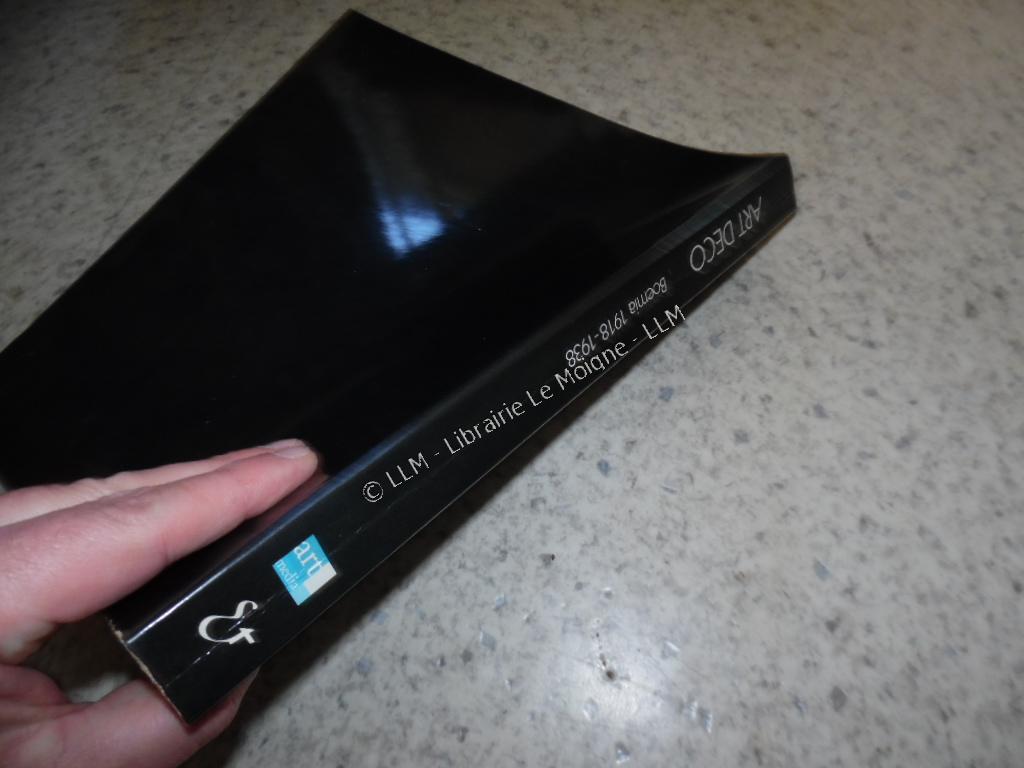 ART DECO
Boemia 1918-1938
© LLM - Librairie Le Moigne - LLM
art
media
&